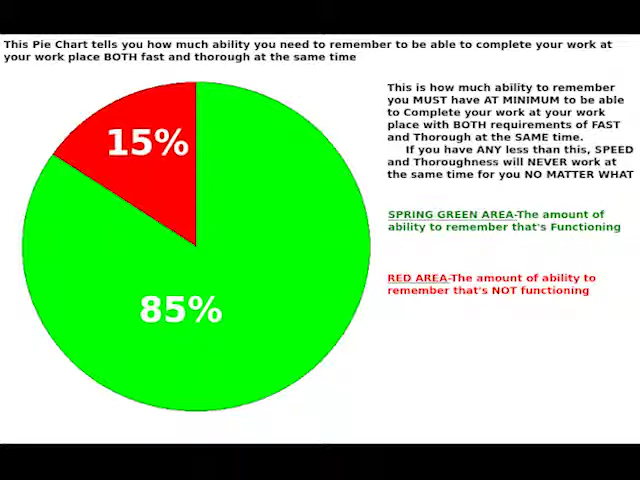 This Pie Chart tells you how much ability you need to remember to be able to complete your work at
your work place BOTH fast and thorough at the same time
This is how much ability to remember
you MUST have AT MINIMUM to be able
to Complete your work at your work
place with BOTH requirements of FAST
and Thorough at the SAME time.
If you have ANY less than this, SPEED
and Thoroughness will NEVER work at
the same time for you NO MATTER WHAT
15%
SPRING GREEN AREA-The amount of
ability to remember that's Functioning
RED AREA-The amount of ability to
remember that's NOT functioning
85%